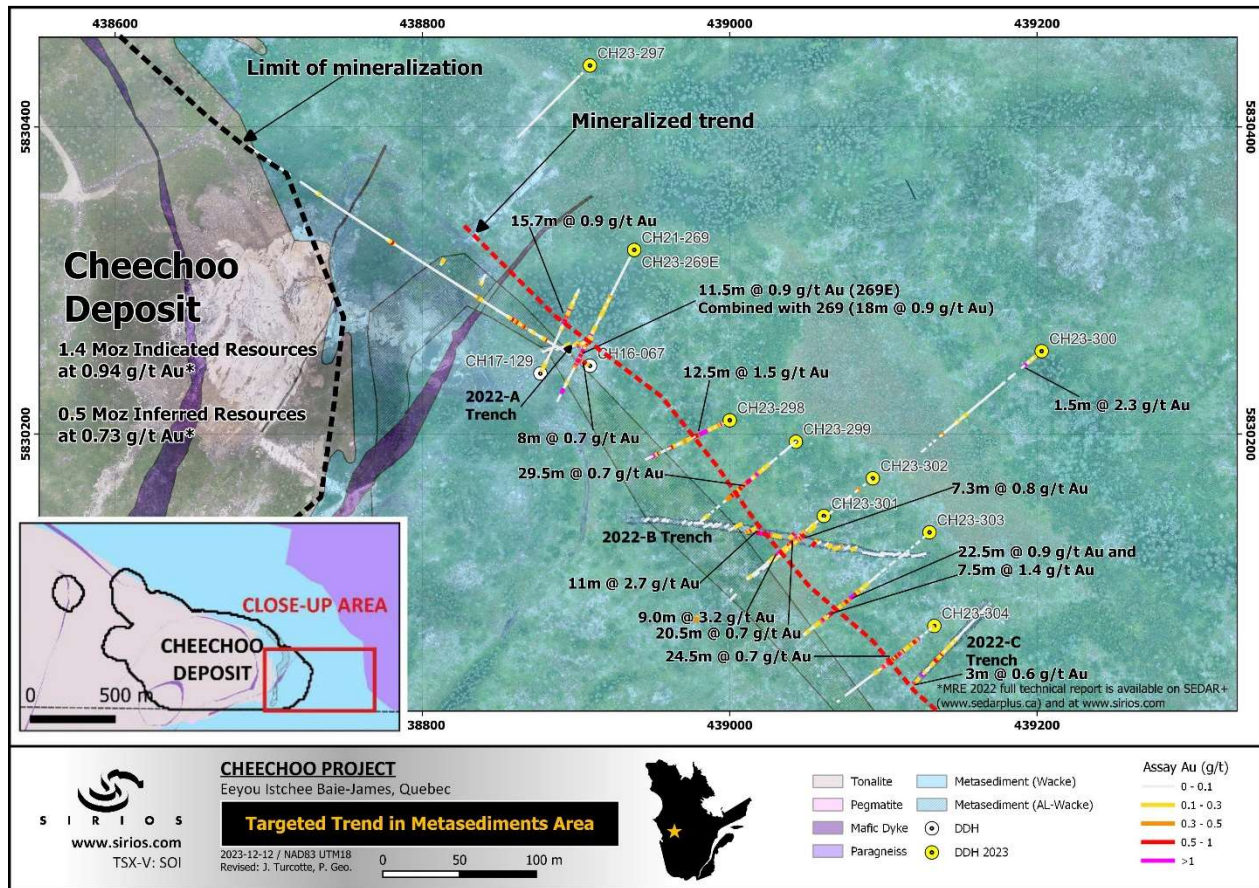 438600
438800
439000
439200
5830400
5830200
5830400
5830200
438800
439000
439200
Limit of mineralization
Mineralized trend
CH23-297
Cheechoo
Deposit
1.4 Moz Indicated Resources
at 0.94 g/t Au*
0.5 Moz Inferred Resources
at 0.73 g/t Au*
15.7m @ 0.9 g/t Au
CH21-269
CH23-269E
11.5m @ 0.9 g/t Au (269E)
Combined with 269 (18m @ 0.9 g/t Au)
CH17-129
CH16-067
2022-A
Trench
8m @ 0.7 g/t Au
12.5m @ 1.5 g/t Au
CH23-298
CH23-299
29.5m @ 0.7 g/t Au
CH23-300
1.5m @ 2.3 g/t Au
CH23-302
CH23-301
7.3m @ 0.8 g/t Au
CH23-303
2022-B Trench
22.5m @ 0.9 g/t Au and
7.5m @ 1.4 g/t Au
11m @ 2.7 g/t Au
9.0m @ 3.2 g/t Au
20.5m @ 0.7 g/t Au
CH23-304
24.5m @ 0.7 g/t Au
2022-C
Trench
3m @ 0.6 g/t Au
*MRE 2022 full technical report is available on SEDAR+
(www.sedarplus.ca) and at www.sirios.com
CLOSE-UP AREA
CHEECHOO
DEPOSIT
0 500 m
SIRIOS
www.sirios.com
TSX-V: SOI
CHEECHOO PROJECT
Eeyou Istchee Baie-James, Quebec
Targeted Trend in Metasediments Area
2023-12-12 / NAD83 UTM18
Revised: J. Turcotte, P. Geo.
0 50 100 m
Tonalite
Pegmatite
Mafic Dyke
Paragneiss
Metasediment (Wacke)
Metasediment (AL-Wacke)
DDH
DDH 2023
Assay Au (g/t)
0 - 0.1
0.1 - 0.3
0.3 - 0.5
0.5 - 1
>1